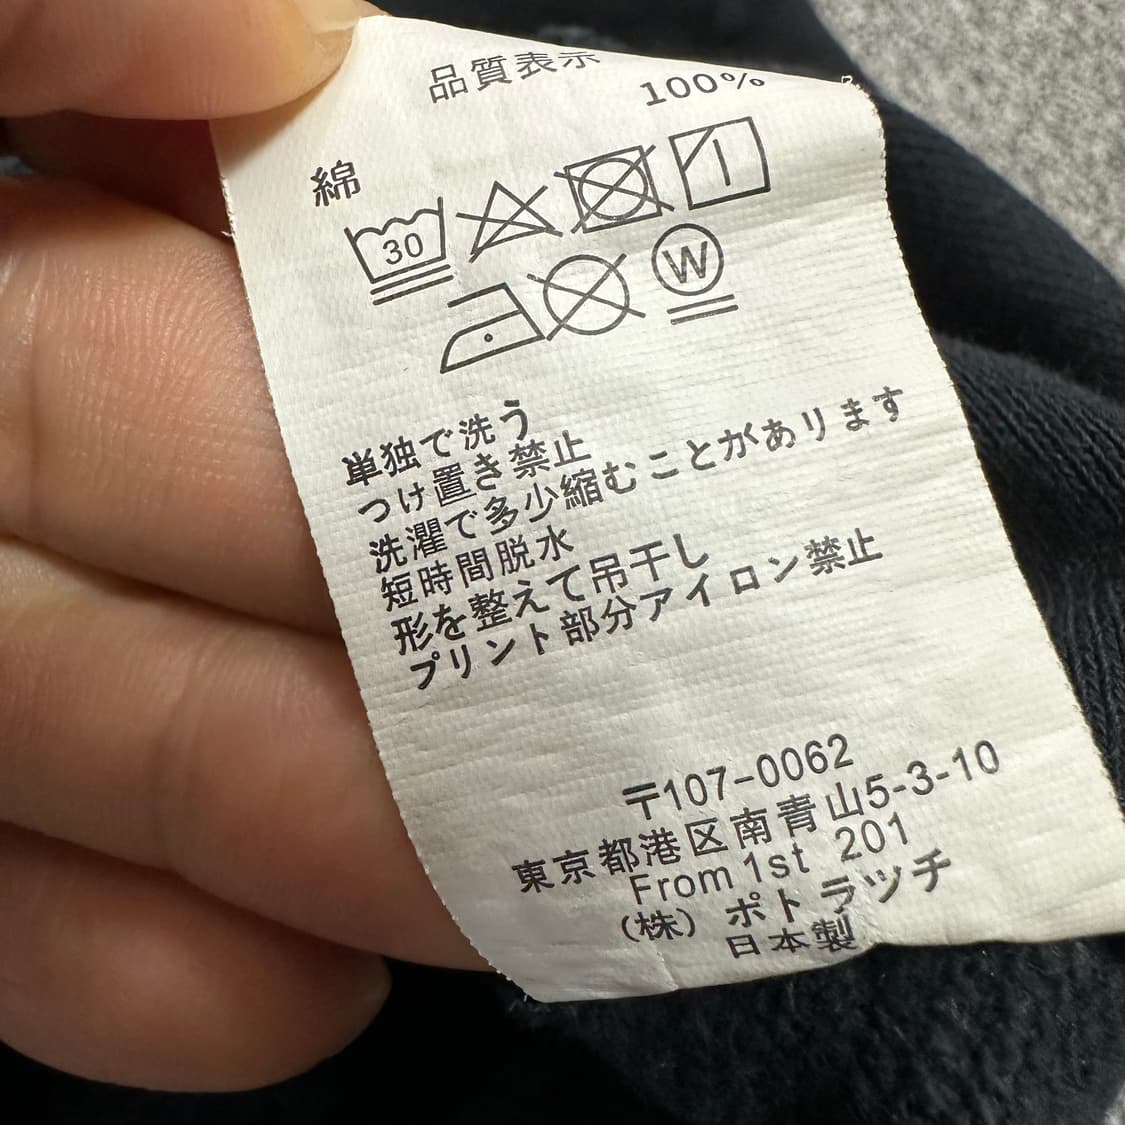 品質表示
綿 100%
30
W
単独で洗う
つけ置き禁止
洗濯で多少縮むことがあります
短時間脱水
形を整えて吊干し
プリント部分アイロン禁止
〒107-0062
東京都港区南青山5-3-10
From 1st 201
(株) ポトラッチ
日本製